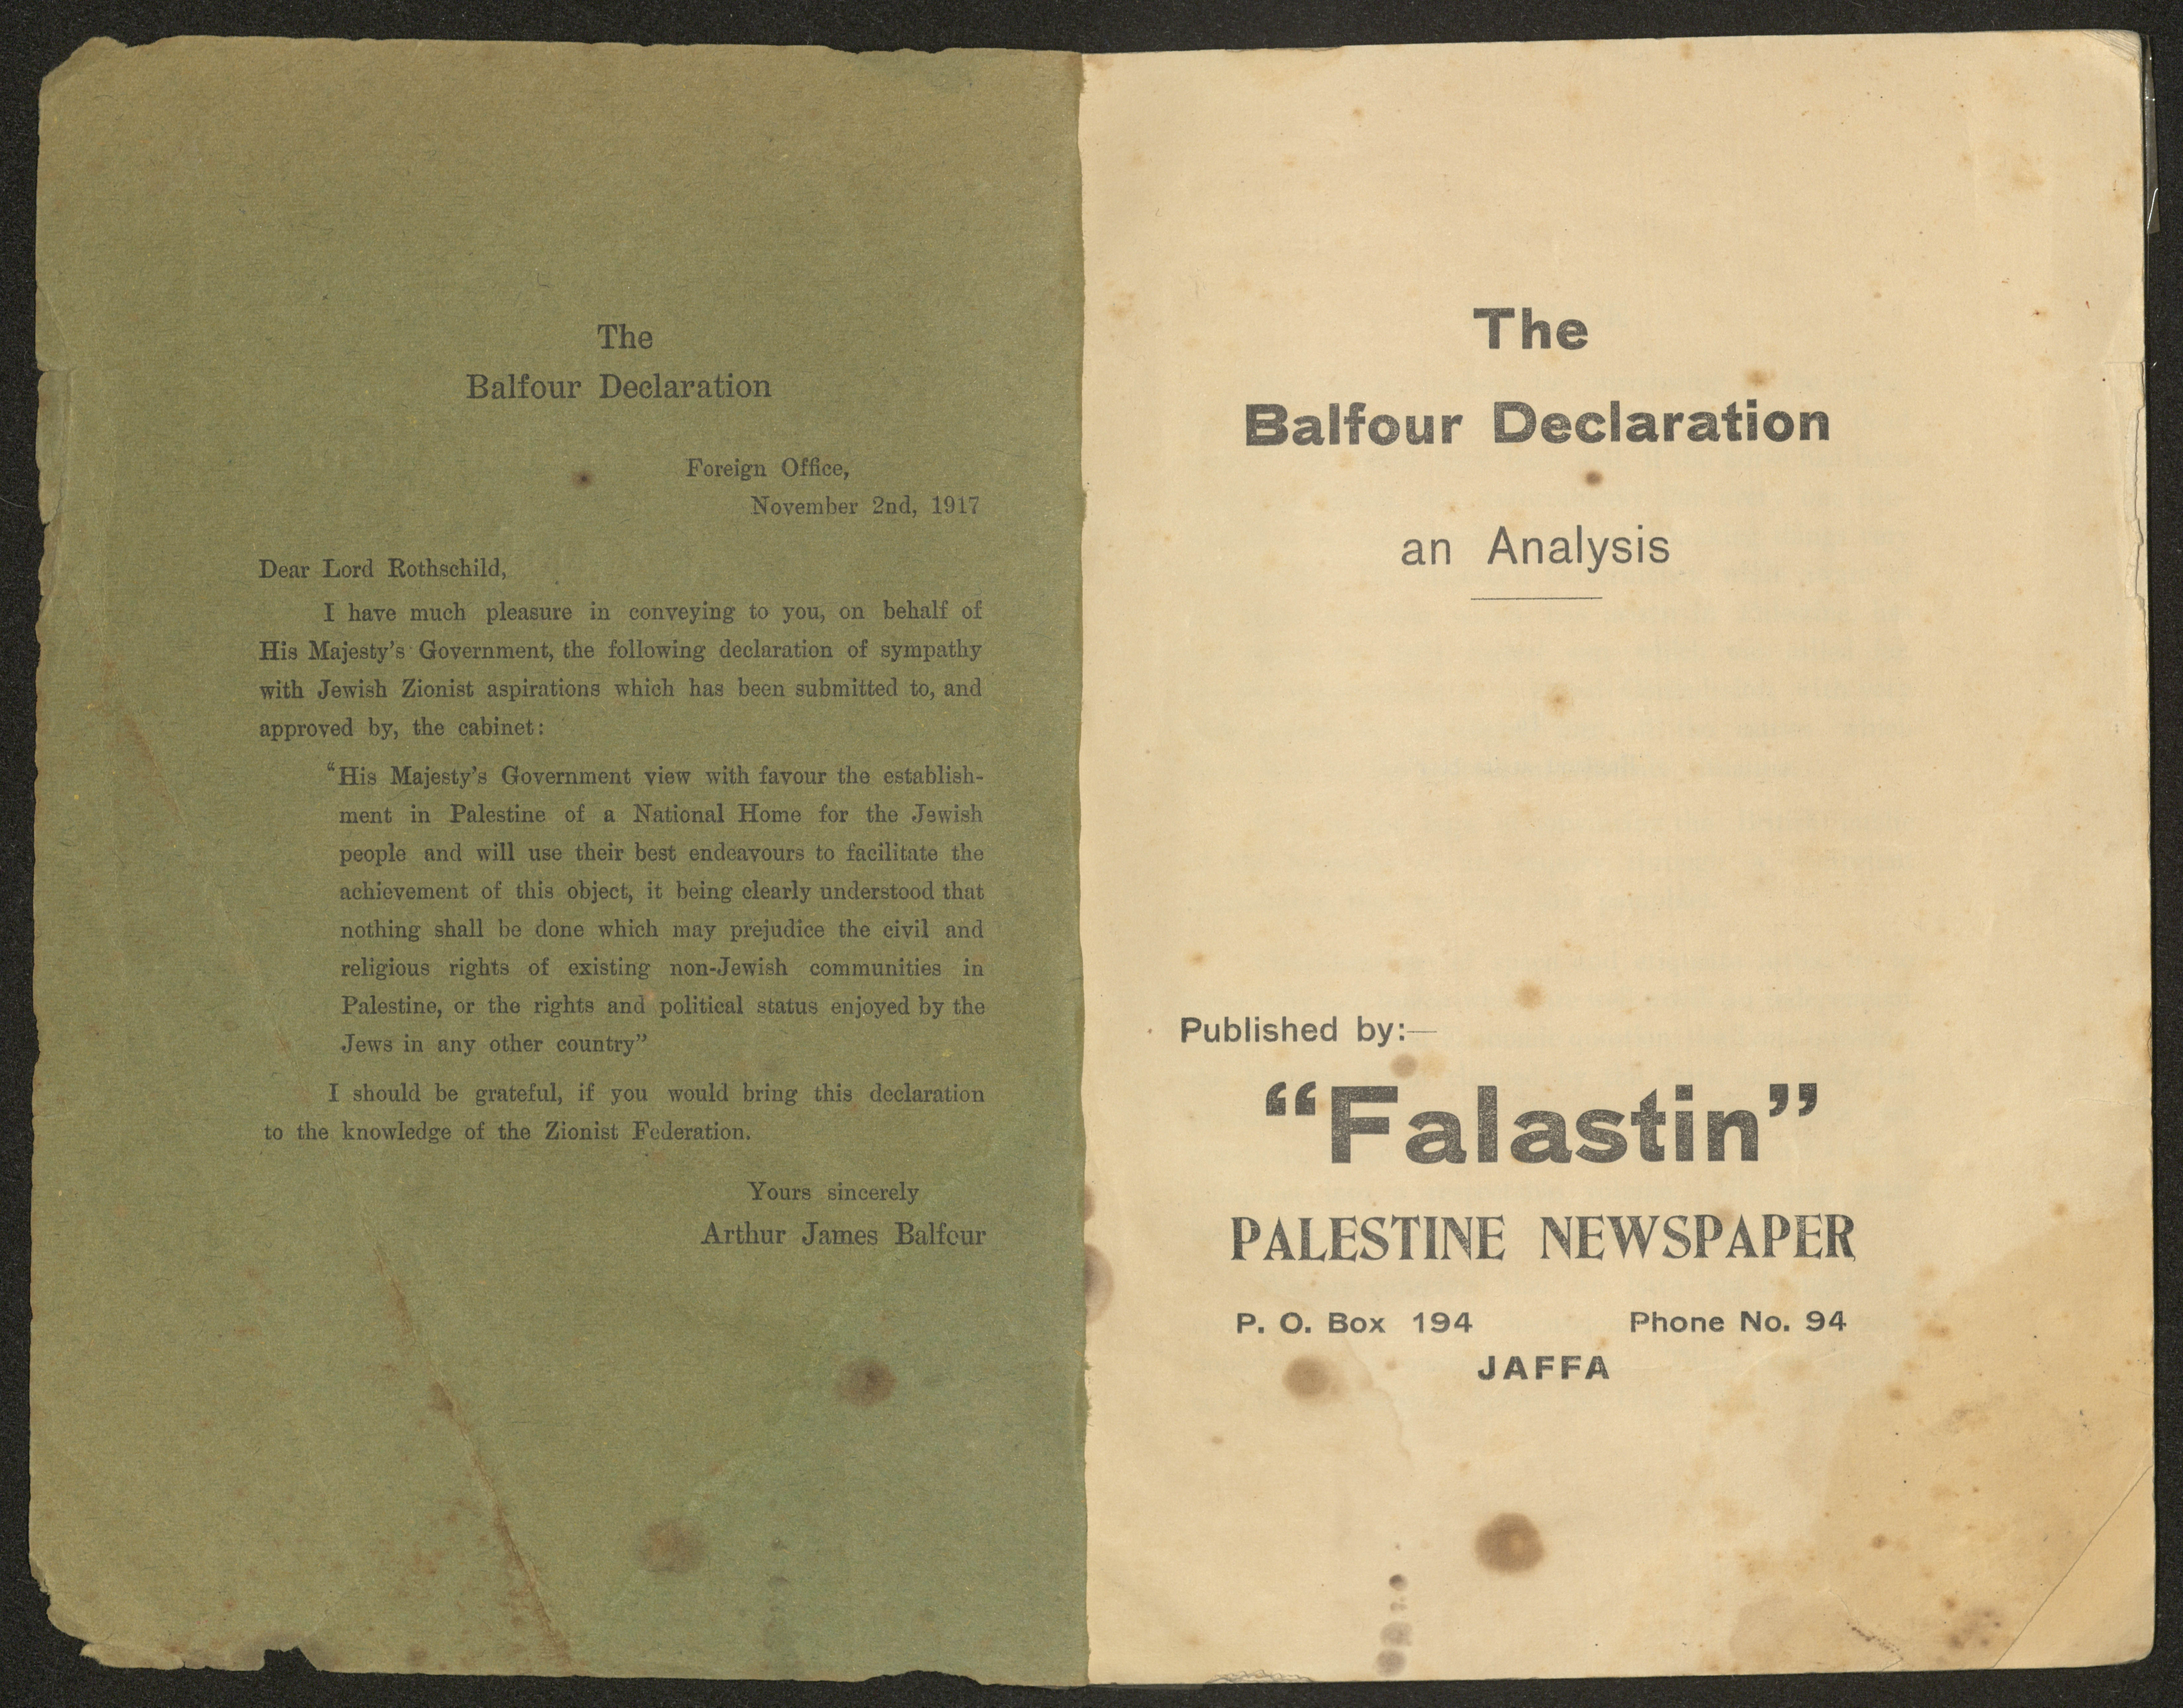 The
Balfour Declaration
Foreign Office,
November 2nd, 1917
Dear Lord Rothschild,
I have much pleasure in conveying to you, on behalf of
His Majesty's Government, the following declaration of sympathy
with Jewish Zionist aspirations which has been submitted to, and
approved by, the cabinet:
“His Majesty's Government view with favour the establish-
ment in Palestine of a National Home for the Jewish
people and will use their best endeavours to facilitate the
achievement of this object, it being clearly understood that
nothing shall be done which may prejudice the civil and
religious rights of existing non-Jewish communities in
Palestine, or the rights and political status enjoyed by the
Jews in any other country”
I should be grateful, if you would bring this declaration
to the knowledge of the Zionist Federation.
Yours sincerely
Arthur James Balfour
The
Balfour Declaration
an Analysis
Published by:—
“Falastin”
PALESTINE NEWSPAPER
P. O. Box 194 Phone No. 94
JAFFA